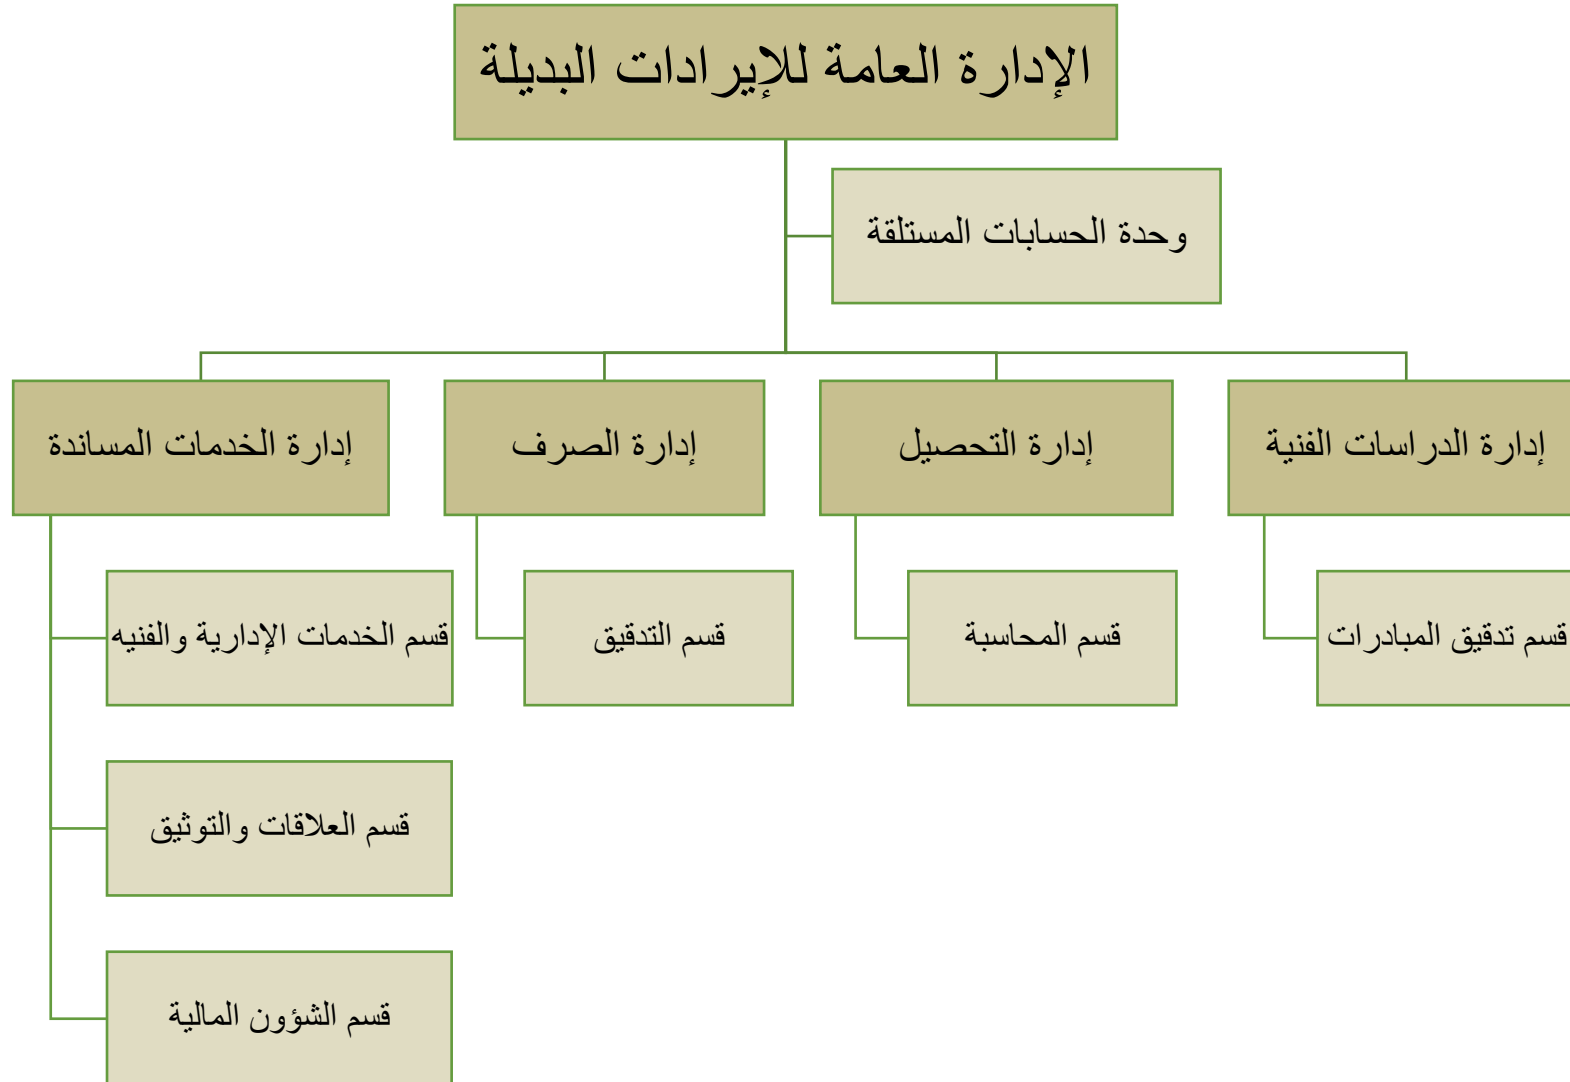 الإدارة العامة للإيرادات البديلة
وحدة الحسابات المستلقة
إدارة الدراسات الفنية
إدارة التحصيل
إدارة الصرف
إدارة الخدمات المساندة
قسم تدقيق المبادرات
قسم المحاسبة
قسم التدقيق
قسم الخدمات الإدارية والفنيه
قسم العلاقات والتوثيق
قسم الشؤون المالية